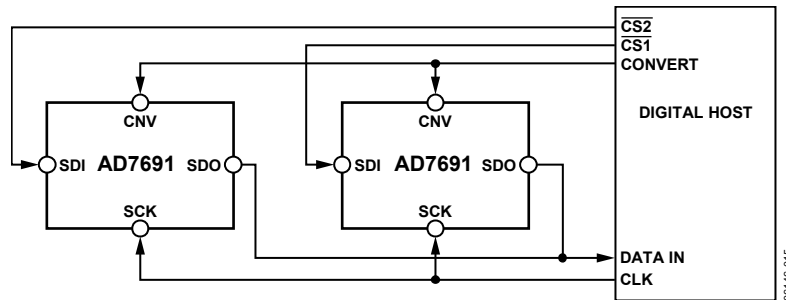 CS2
CS1
CONVERT
DIGITAL HOST
CNV
CNV
SDI AD7691 SDO
SDI AD7691 SDO
SCK
SCK
DATA IN
CLK